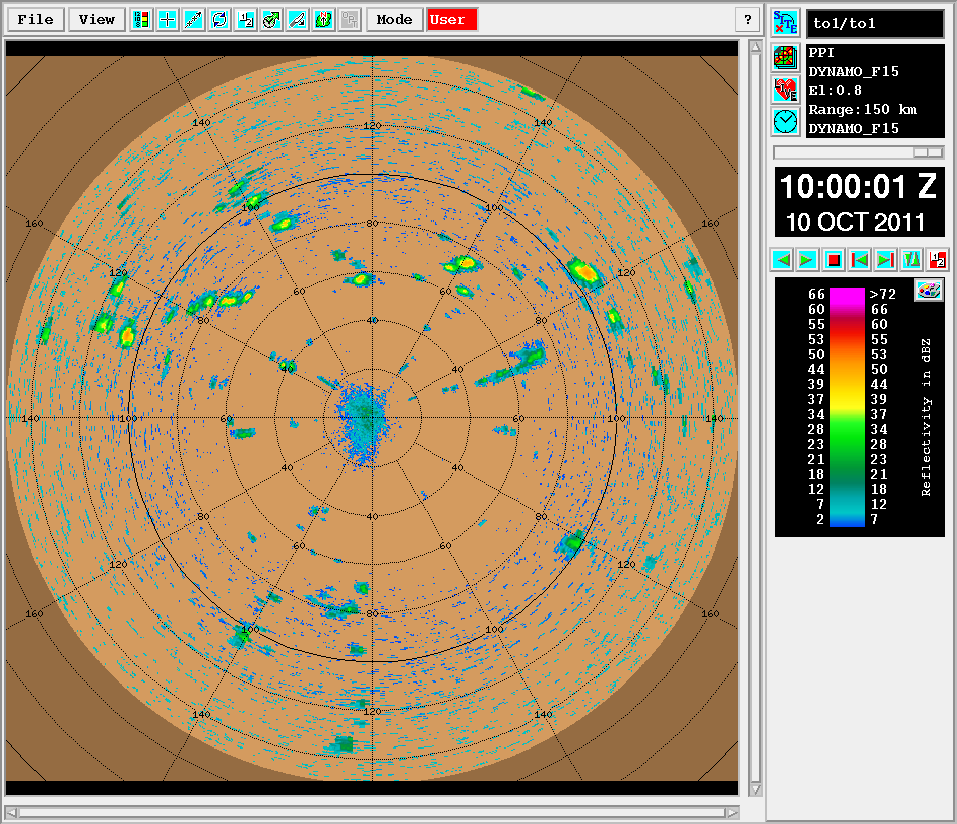 File View Mode User ?
to1/to1
PPI
DYNAMO_F15
El:0.8
Range:150 km
DYNAMO_F15
10:00:01 Z
10 OCT 2011
66 >72
60 66
55 60
53 55
50 53
44 50
39 44
37 39
34 37
28 34
23 28
21 23
18 21
12 18
7 12
2 7
Reflectivity in dBZ
140 120 140
160 100 80 100 160
120 60 60 120
80 40 80
40 40
140 100 60 60 100 140
40 40
80 40 80
60 60
120 120
160 80 160
100 100
140 120 140